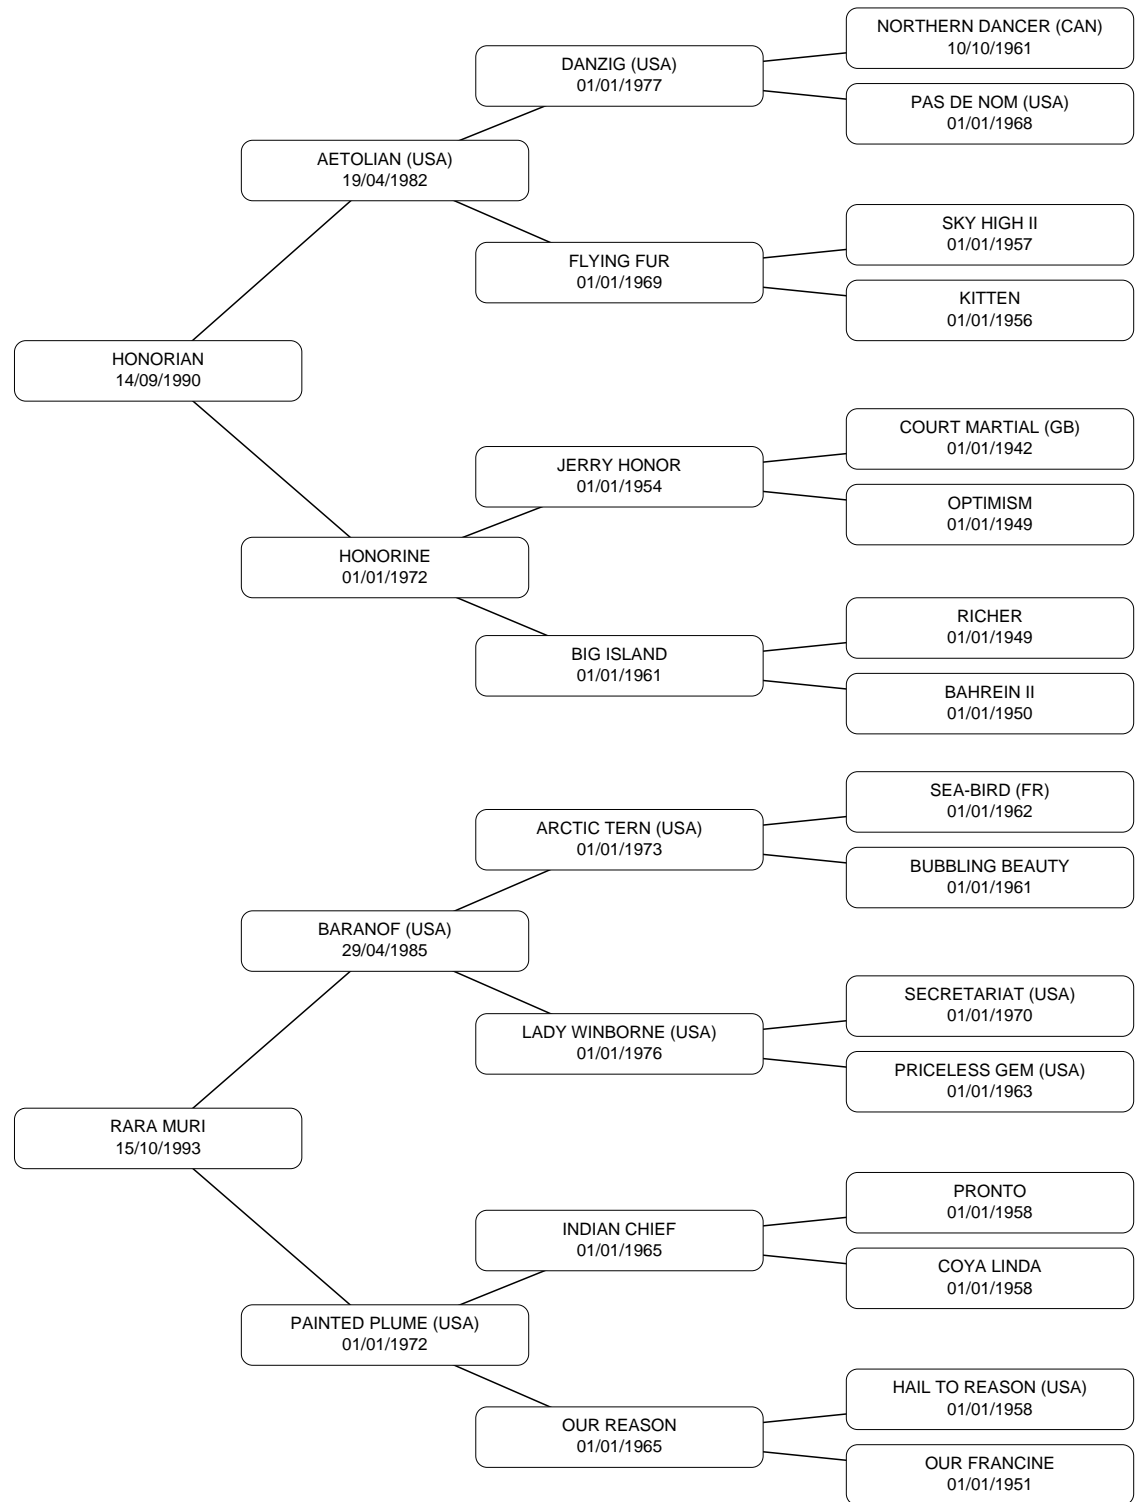 NORTHERN DANCER (CAN)
10/10/1961
DANZIG (USA)
01/01/1977
PAS DE NOM (USA)
01/01/1968
AETOLIAN (USA)
19/04/1982
SKY HIGH II
01/01/1957
FLYING FUR
01/01/1969
KITTEN
01/01/1956
HONORIAN
14/09/1990
COURT MARTIAL (GB)
01/01/1942
JERRY HONOR
01/01/1954
OPTIMISM
01/01/1949
HONORINE
01/01/1972
RICHER
01/01/1949
BIG ISLAND
01/01/1961
BAHREIN II
01/01/1950
SEA-BIRD (FR)
01/01/1962
ARCTIC TERN (USA)
01/01/1973
BUBBLING BEAUTY
01/01/1961
BARANOF (USA)
29/04/1985
SECRETARIAT (USA)
01/01/1970
LADY WINBORNE (USA)
01/01/1976
PRICELESS GEM (USA)
01/01/1963
RARA MURI
15/10/1993
PRONTO
01/01/1958
INDIAN CHIEF
01/01/1965
COYA LINDA
01/01/1958
PAINTED PLUME (USA)
01/01/1972
HAIL TO REASON (USA)
01/01/1958
OUR REASON
01/01/1965
OUR FRANCINE
01/01/1951